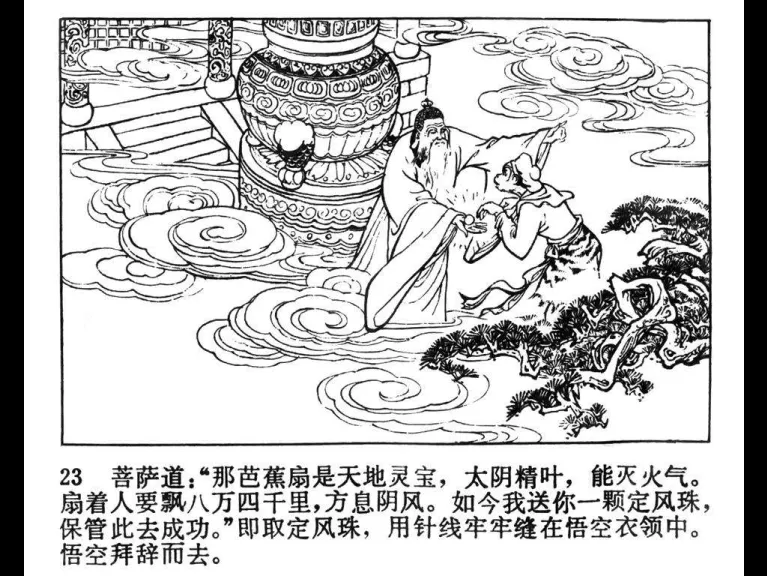 23 菩萨道：“那芭蕉扇是天地灵宝，太阴精叶，能灭火气。
扇着人要飘八万四千里，方息阴风。如今我送你一颗定风珠，
保管此去成功。”即取定风珠，用针线牢牢缝在悟空衣领中。
悟空拜辞而去。